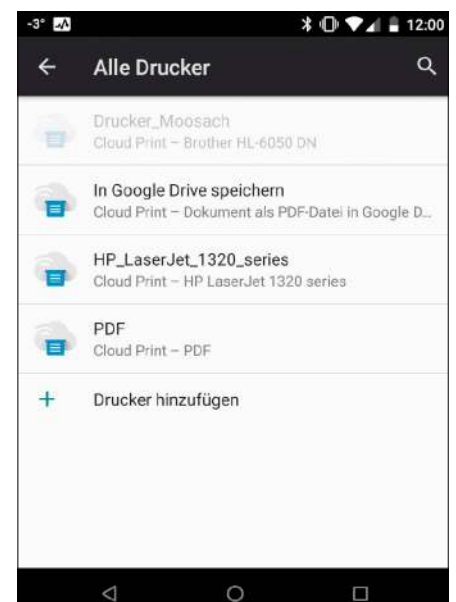 -3° 12:00
Alle Drucker
Drucker_Moosach
Cloud Print – Brother HL-6050 DN
In Google Drive speichern
Cloud Print – Dokument als PDF-Datei in Google D...
HP_LaserJet_1320_series
Cloud Print – HP LaserJet 1320 series
PDF
Cloud Print – PDF
Drucker hinzufügen